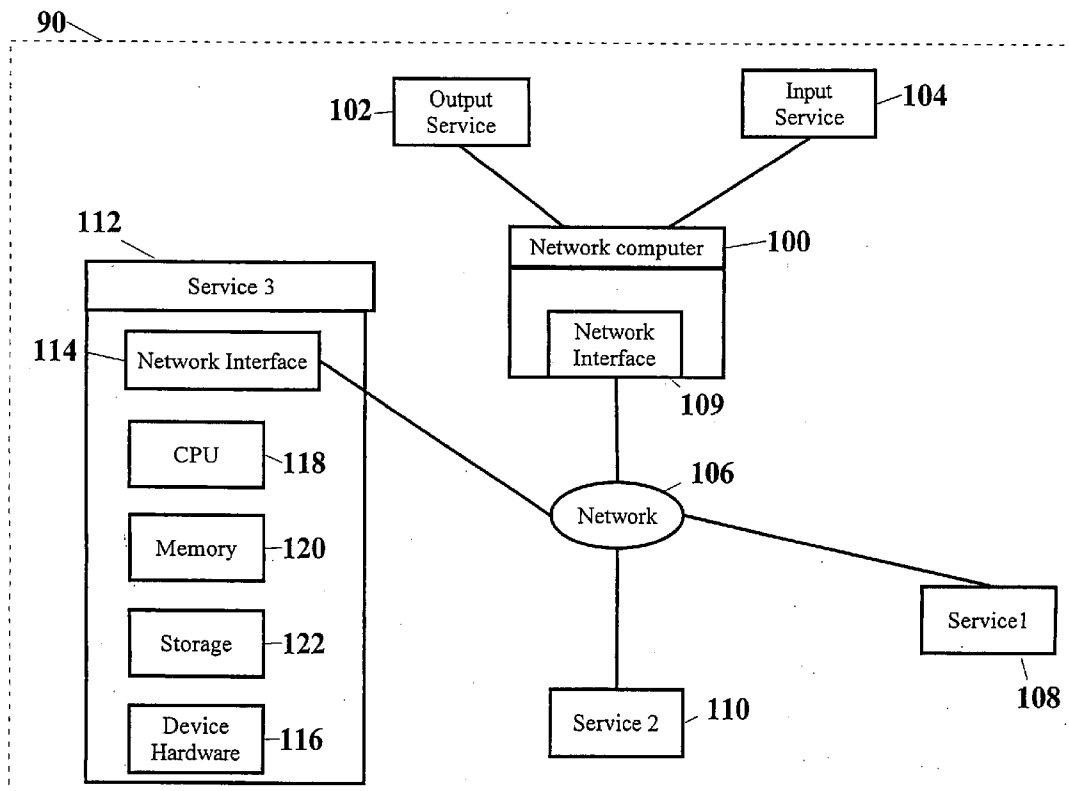 90
102
Output
Service
Input
Service
104
112
Network computer
100
Service 3
114
Network Interface
Network
Interface
109
CPU
118
106
Network
Memory
120
Service1
108
Storage
122
Service 2
110
Device
Hardware
116